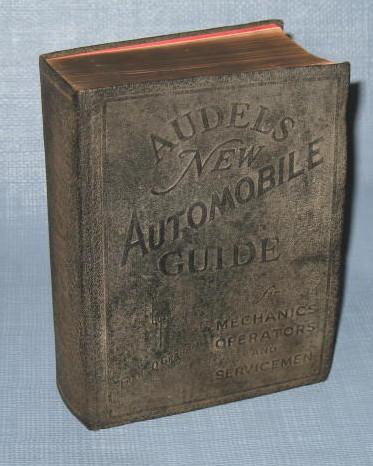 AUDELS
NEW
AUTOMOBILE
GUIDE
for
MECHANICS
OPERATORS
AND
SERVICEMEN